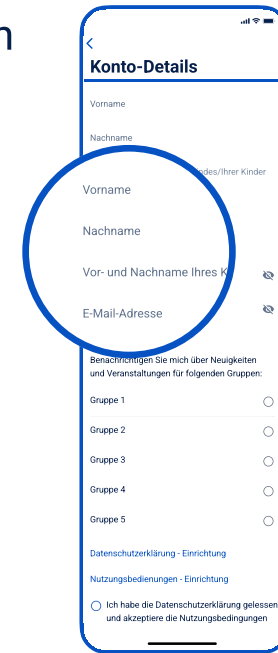 n
Konto-Details
Vorname
Nachname
ndes/Ihrer Kinder
Vorname
Nachname
Vor- und Nachname Ihres K
E-Mail-Adresse
Benachrichtigen Sie mich über Neuigkeiten
und Veranstaltungen für folgenden Gruppen:
Gruppe 1
Gruppe 2
Gruppe 3
Gruppe 4
Gruppe 5
Datenschutzerklärung - Einrichtung
Nutzungsbedienungen - Einrichtung
Ich habe die Datenschutzerklärung gelessen
und akzeptiere die Nutzungsbedingungen